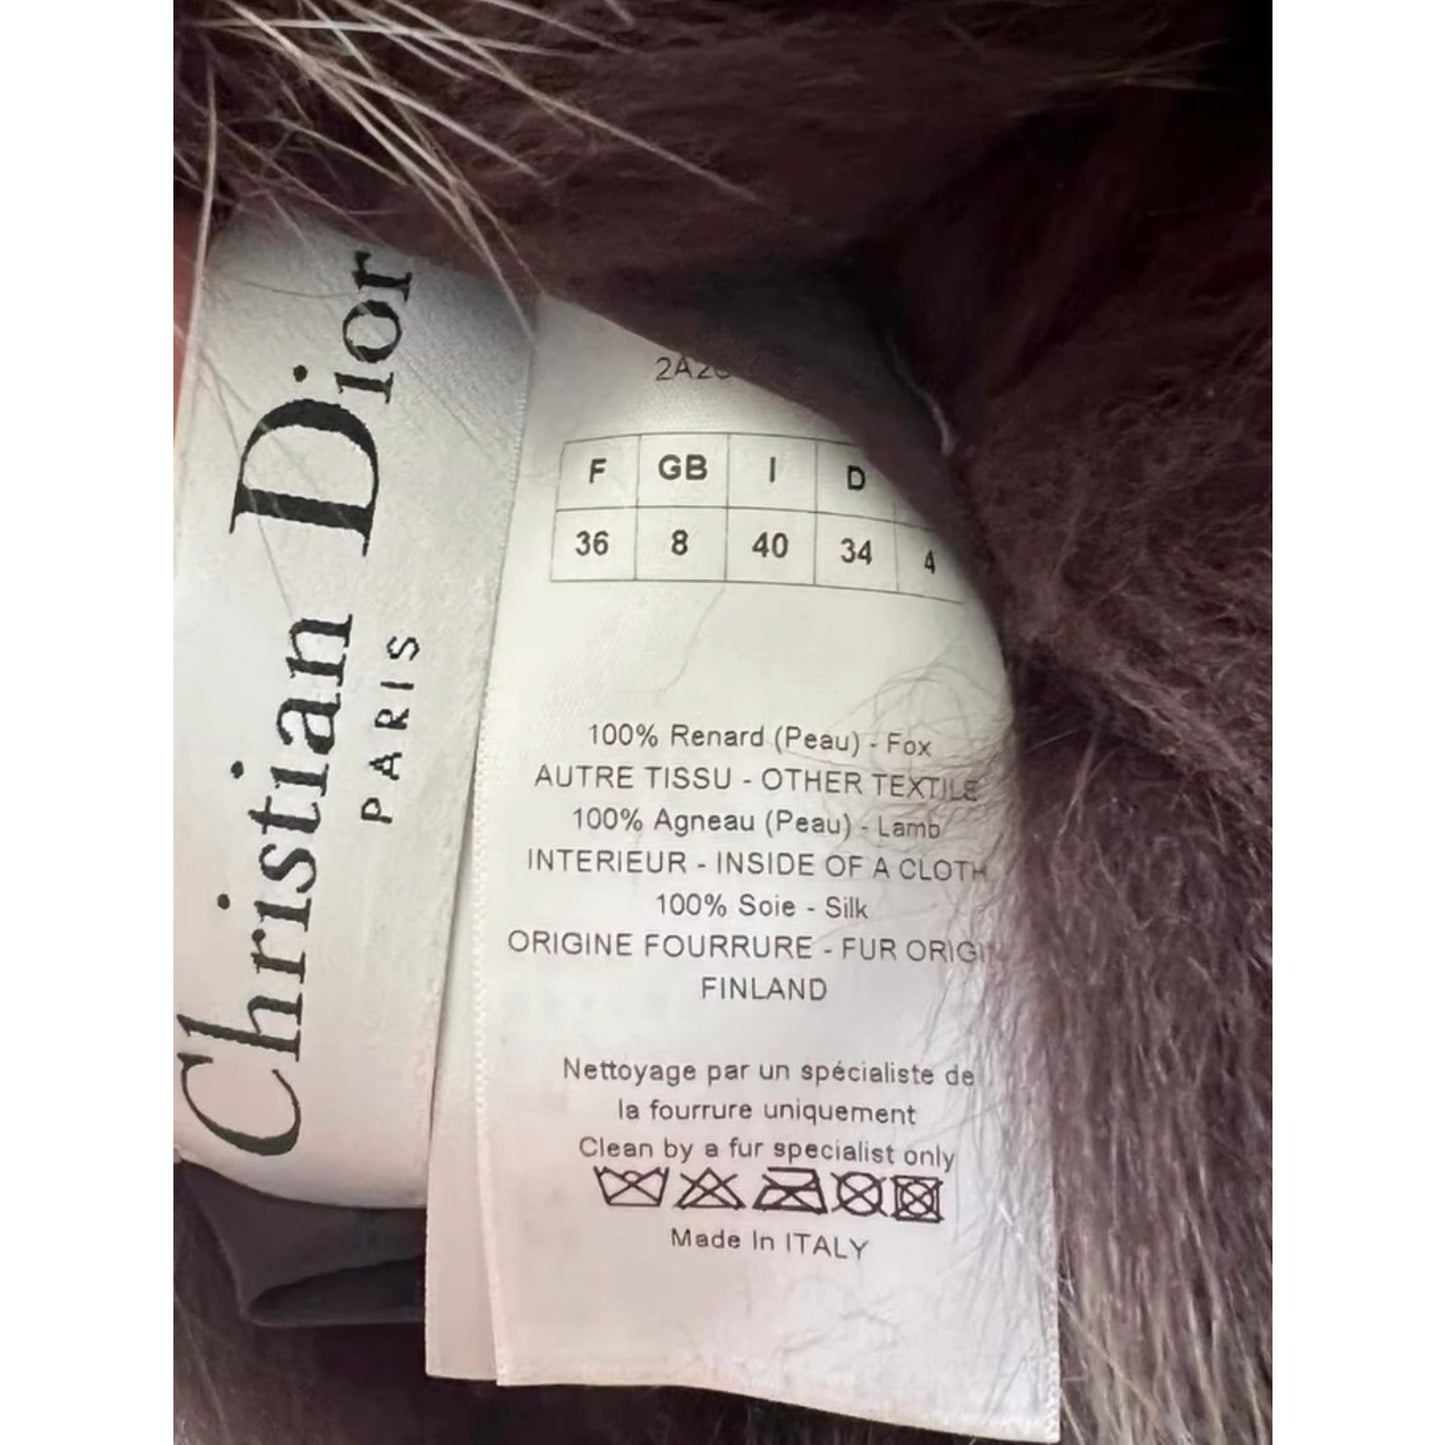 Christian Dior
PARIS
F GB I D
36 8 40 34 4
100% Renard (Peau) - Fox
AUTRE TISSU - OTHER TEXTILE
100% Agneau (Peau) - Lamb
INTERIEUR - INSIDE OF A CLOTH
100% Soie - Silk
ORIGINE FOURRURE - FUR ORIGIN
FINLAND
Nettoyage par un spécialiste de
la fourrure uniquement
Clean by a fur specialist only
Made In ITALY